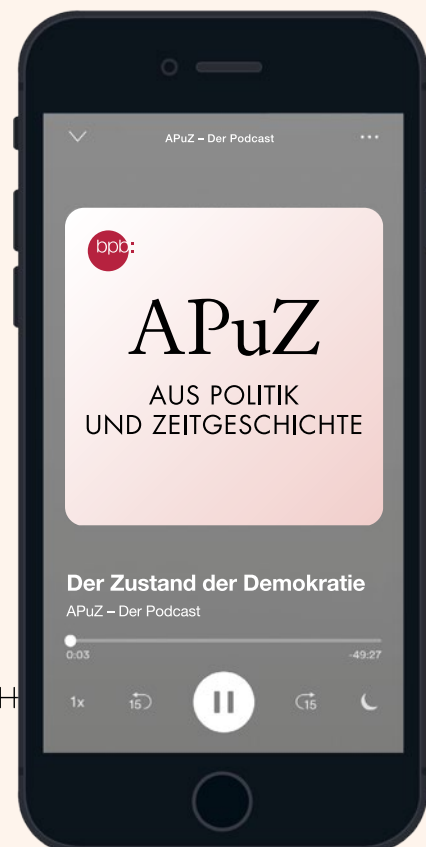 APuZ – Der Podcast
bpb:
APuZ
AUS POLITIK
UND ZEITGESCHICHTE
Der Zustand der Demokratie
APuZ – Der Podcast
0:03 -49:27
1x 15 15